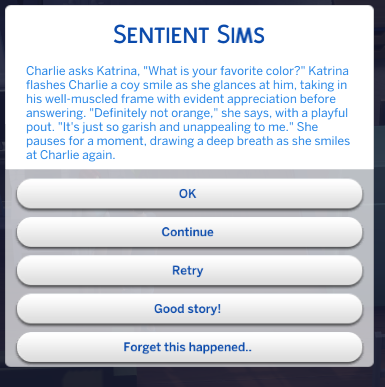 SENTIENT SIMS
Charlie asks Katrina, "What is your favorite color?" Katrina
flashes Charlie a coy smile as she glances at him, taking in
his well-muscled frame with evident appreciation before
answering. "Definitely not orange," she says, with a playful
pout. "It's just so garish and unappealing to me." She
pauses for a moment, drawing a deep breath as she smiles
at Charlie again.
OK
Continue
Retry
Good story!
Forget this happened..